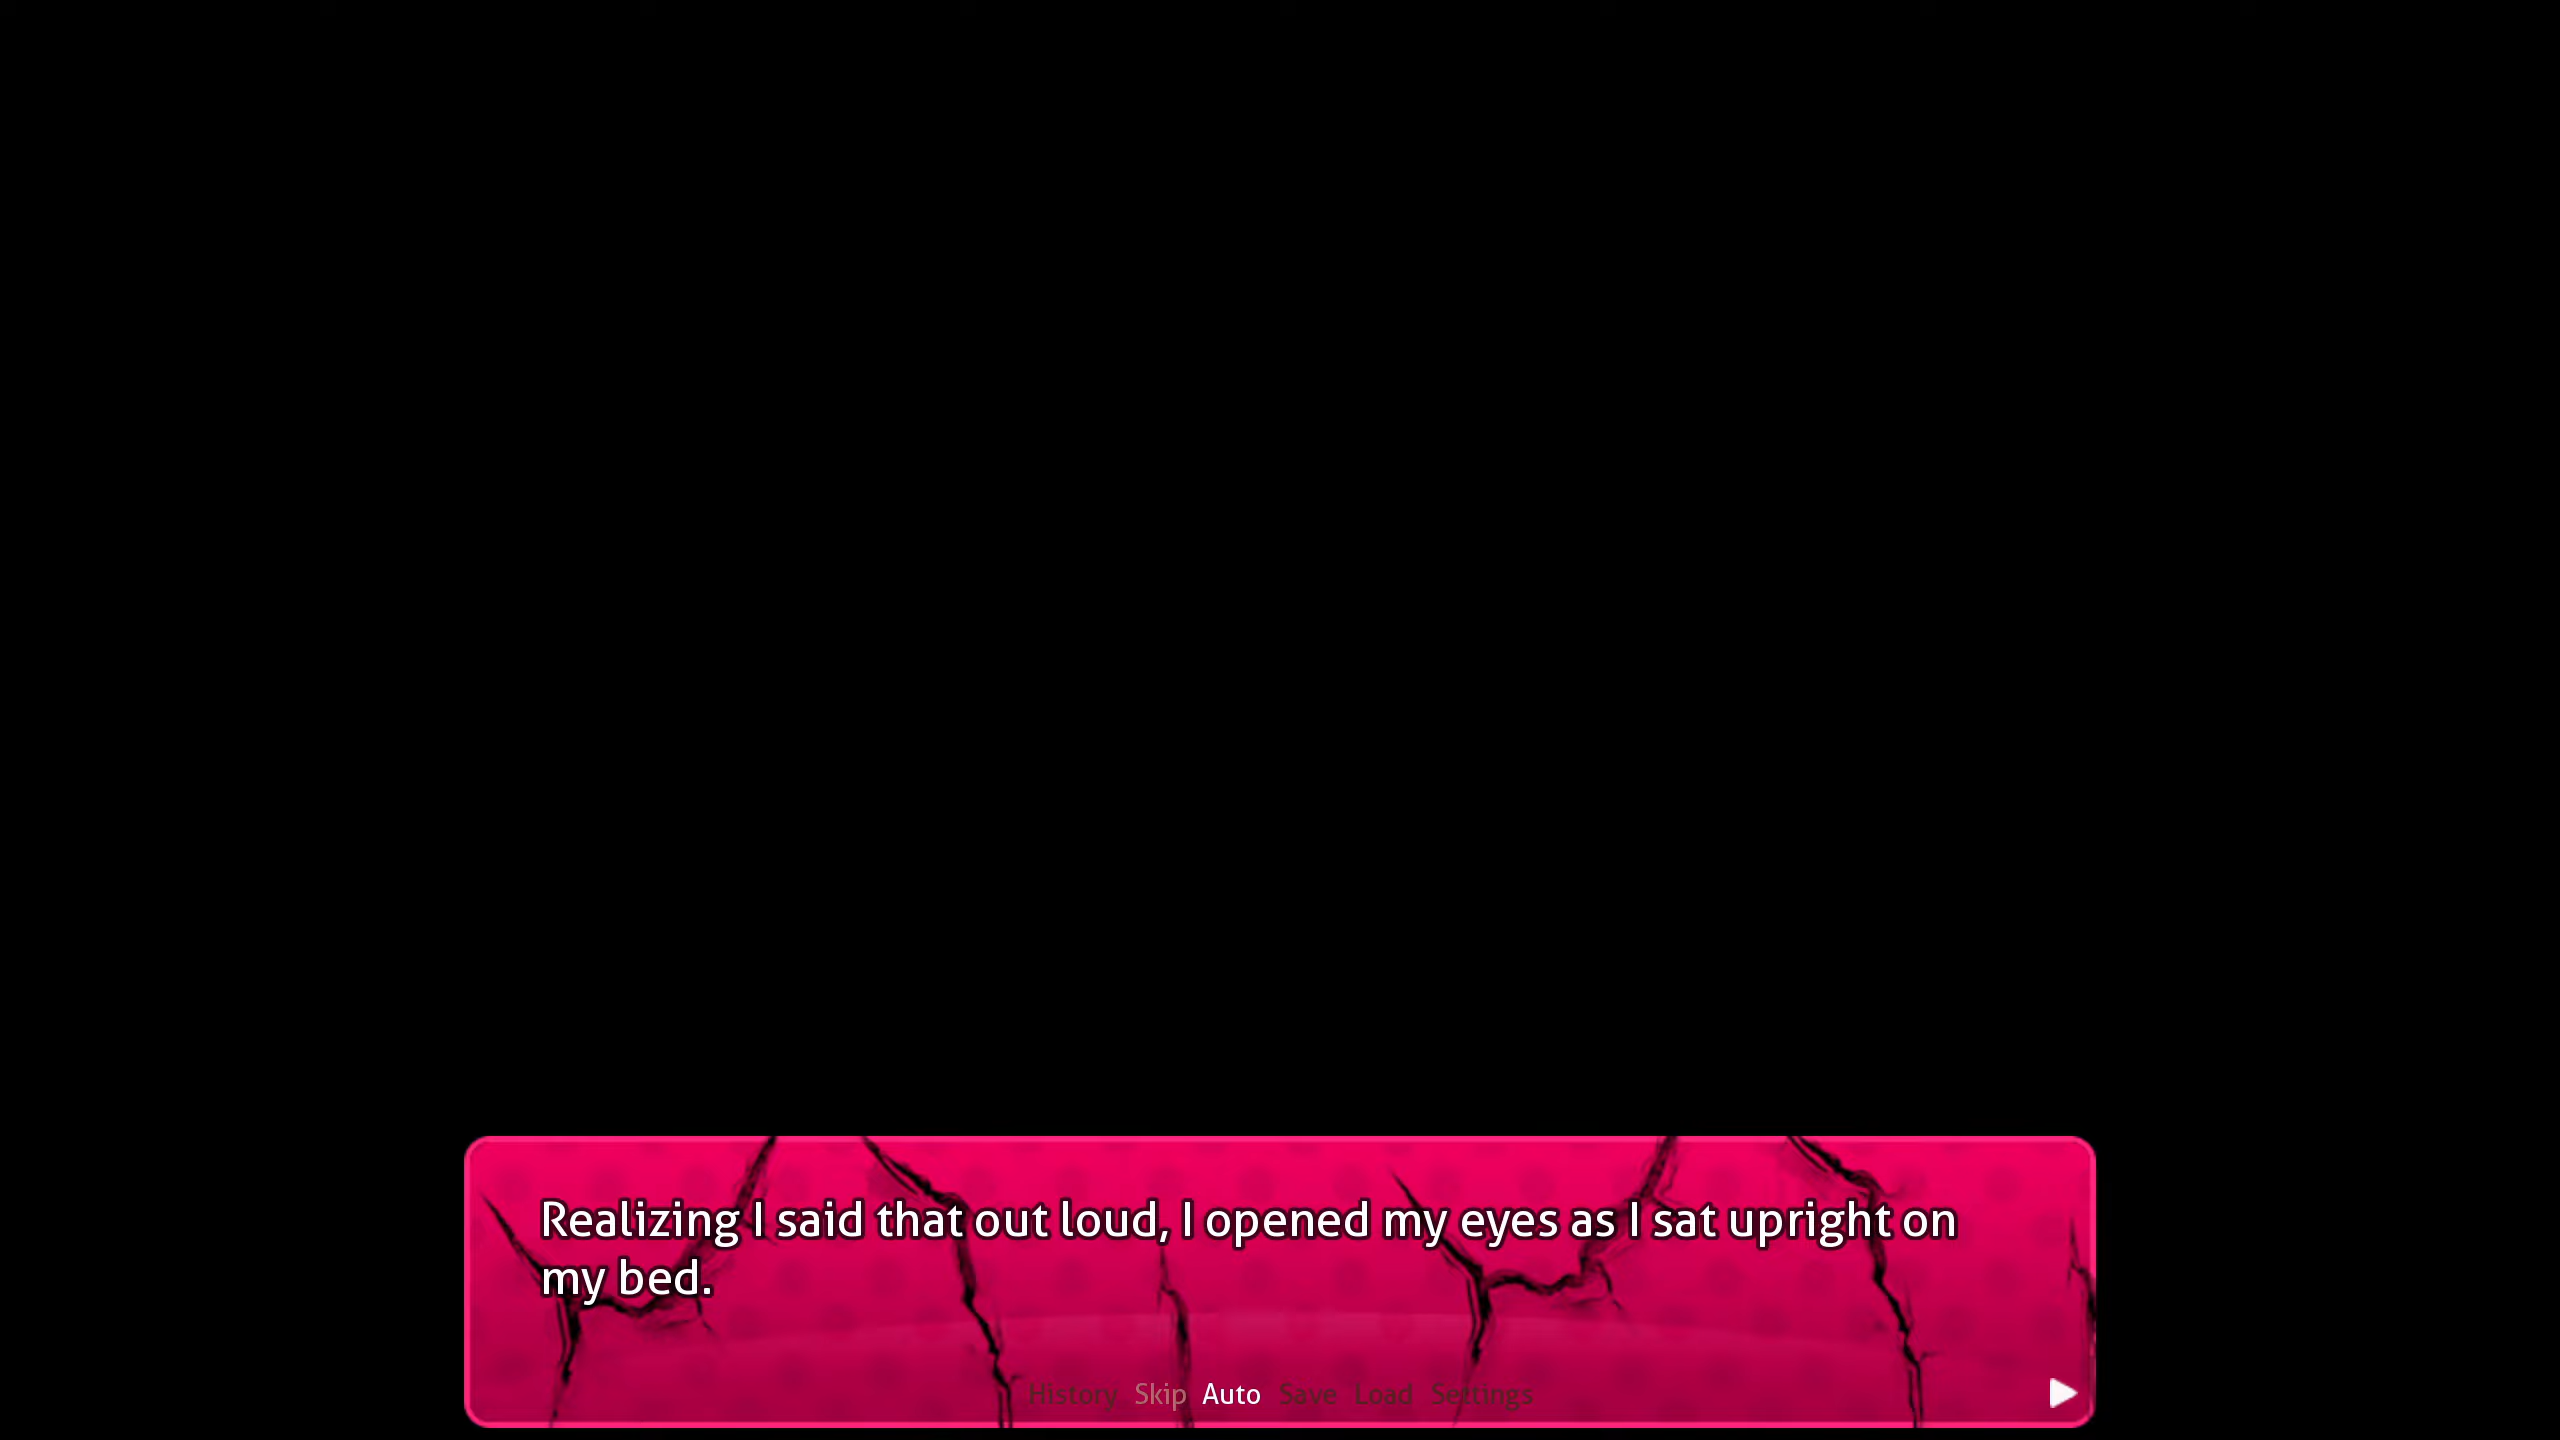 Realizing I said that out loud, I opened my eyes as I sat upright on
my bed.
History Skip Auto Save Load Settings